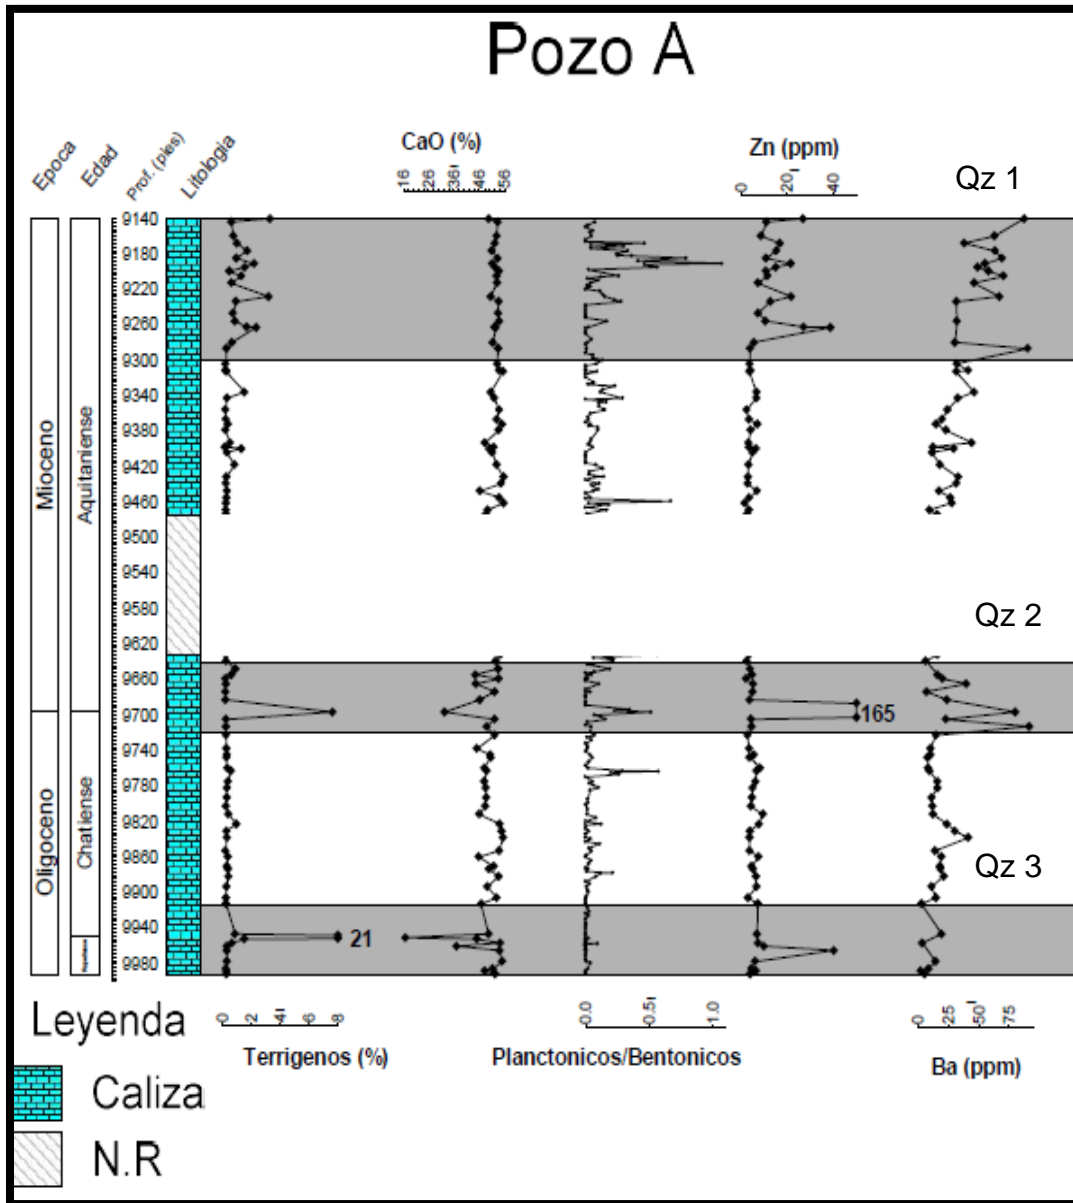 Pozo A
CaO (%)
16 26 36 46 56
Zn (ppm)
0 20 40
Qz 1
Epoca
Edad
Prof. (pies)
Litologia
9140
9180
9220
9260
9300
9340
9380
9420
9460
9500
9540
9580
9620
9660
9700
9740
9780
9820
9860
9900
9940
9980
Mioceno
Aquitaniense
Oligoceno
Chatiense
Qz 2
165
Qz 3
21
Leyenda
0 2 4 6 8
Terrigenos (%)
0.0 0.5 1.0
Planctonicos/Bentonicos
0 25 50 75
Ba (ppm)
Caliza
N.R